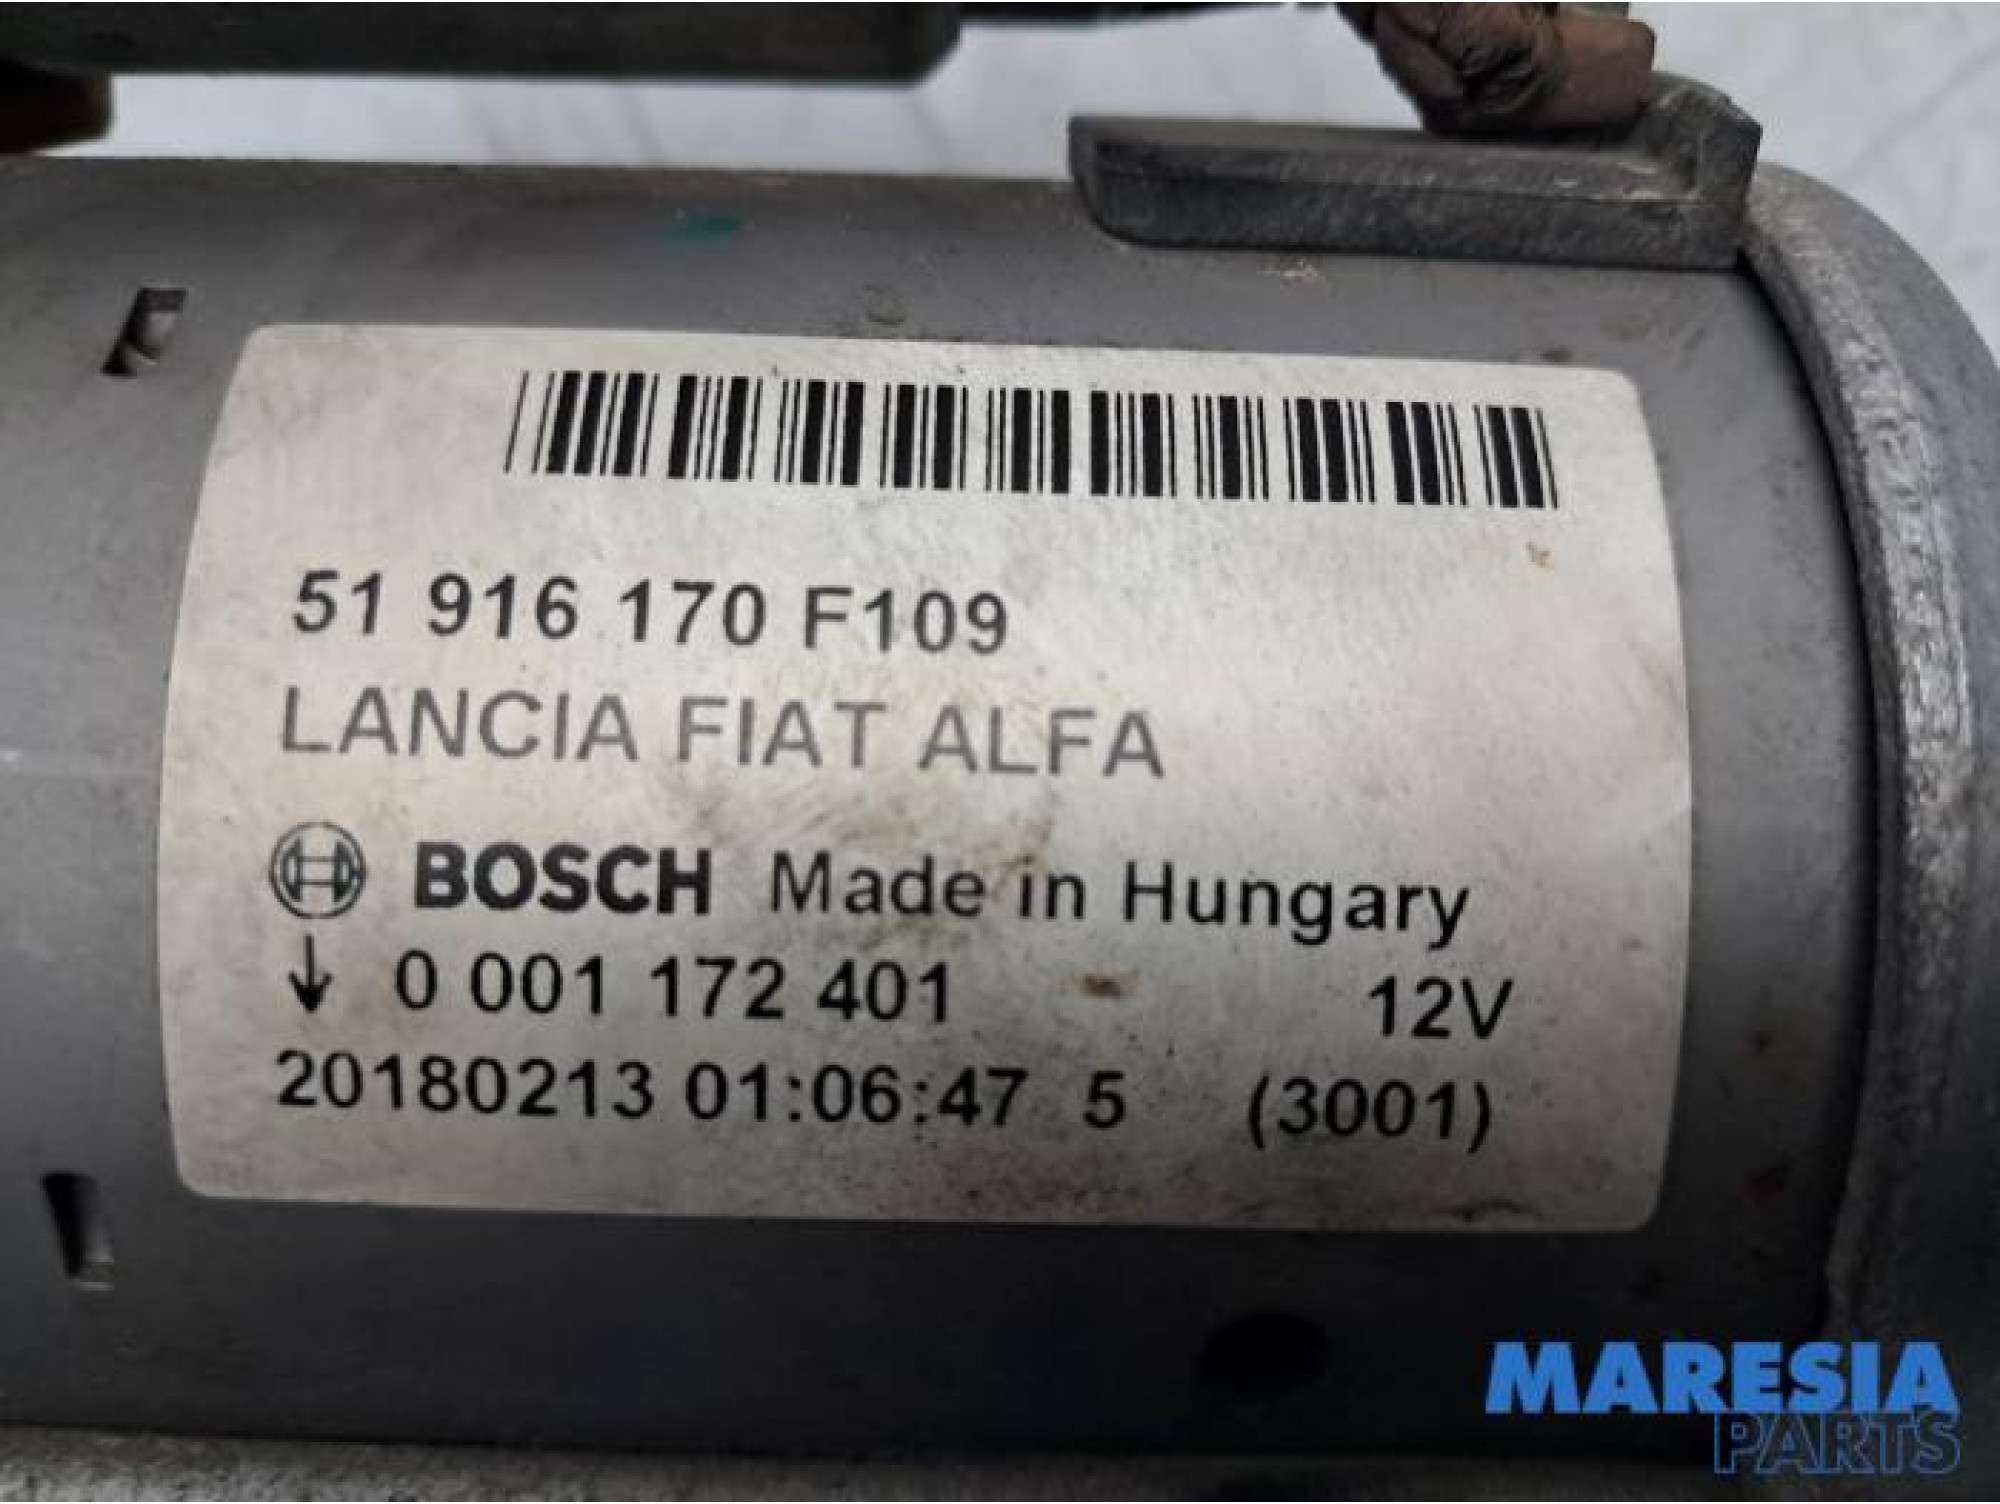 51 916 170 F109
LANCIA FIAT ALFA
BOSCH Made in Hungary
↓ 0 001 172 401 12V
20180213 01:06:47 5 (3001)
MARESIA
PARTS